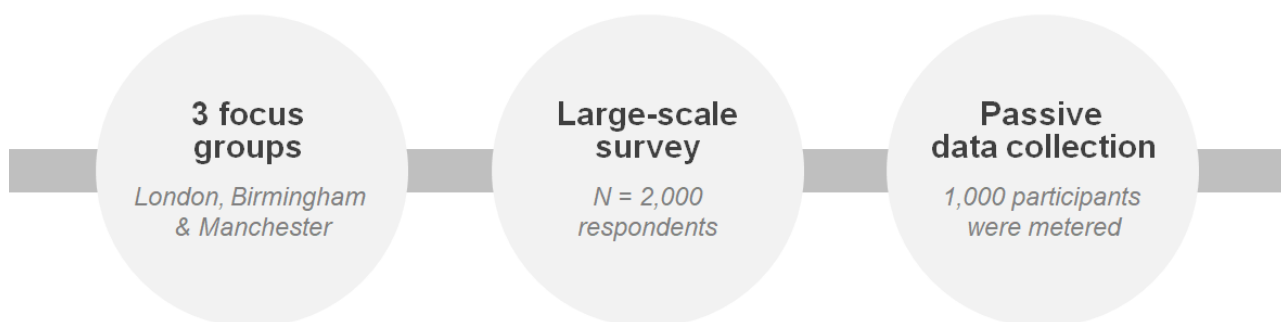 3 focus
groups
London, Birmingham
& Manchester
Large-scale
survey
N = 2,000
respondents
Passive
data collection
1,000 participants
were metered